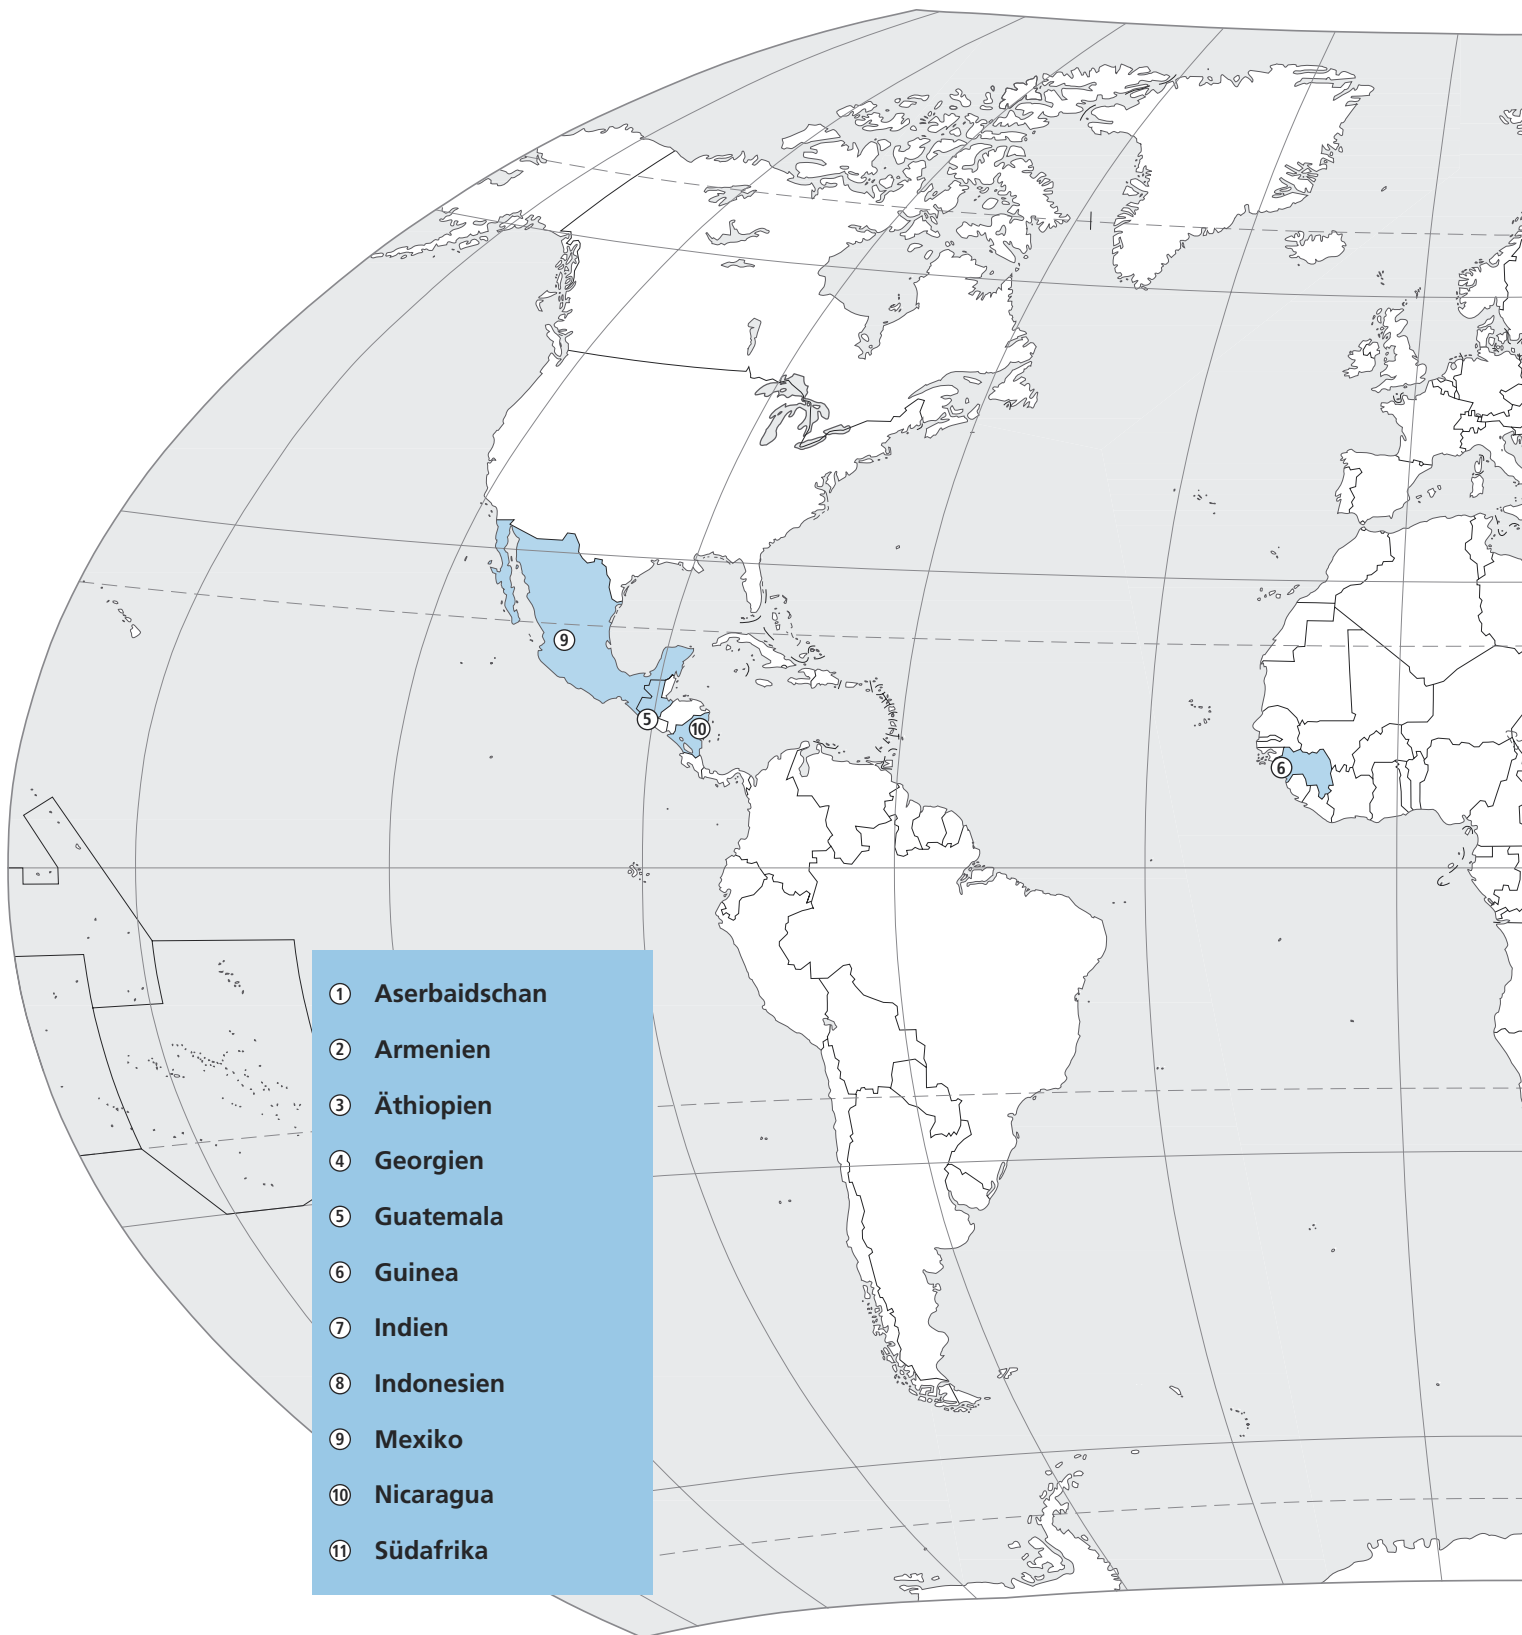 9
5
10
6
1 Aserbaidschan
2 Armenien
3 Äthiopien
4 Georgien
5 Guatemala
6 Guinea
7 Indien
8 Indonesien
9 Mexiko
10 Nicaragua
11 Südafrika